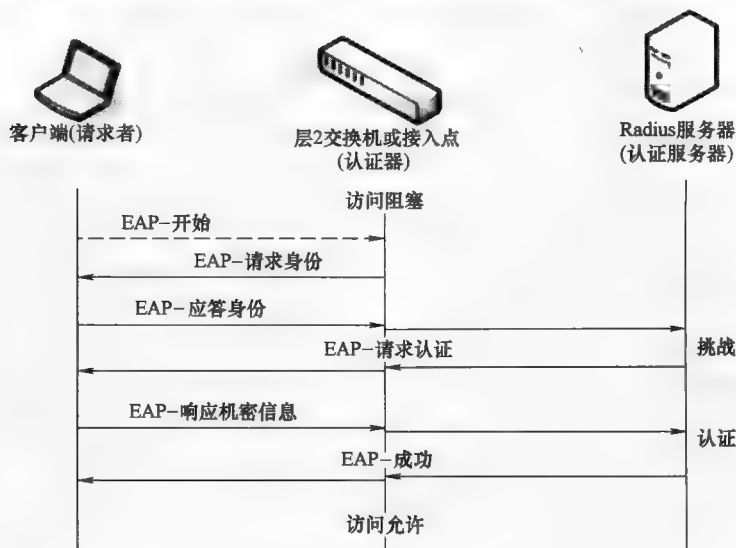 客户端(请求者)
层2交换机或接入点
(认证器)
Radius服务器
(认证服务器)
访问阻塞
EAP-开始
EAP-请求身份
EAP-应答身份
EAP-请求认证
挑战
EAP-响应机密信息
认证
EAP-成功
访问允许